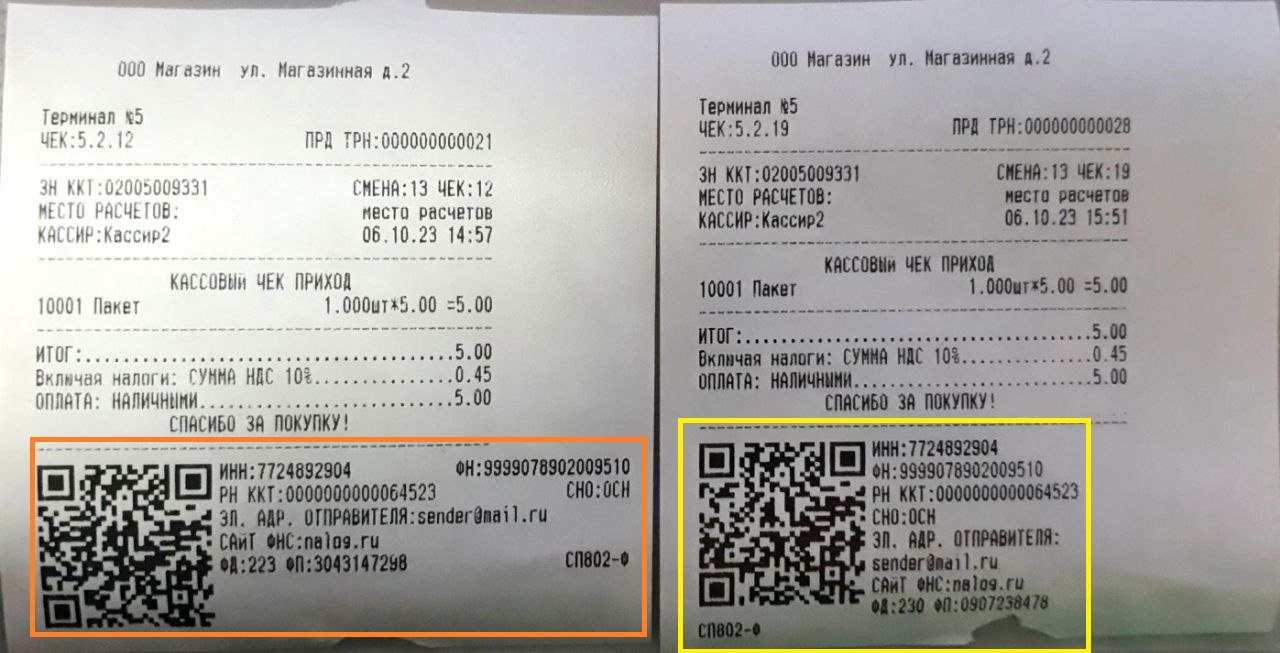 ООО Магазин ул. Магазинная д.2
Терминал №5
ЧЕК:5.2.12 ПРД ТРН:000000000021
ЗН ККТ:02005009331 СМЕНА:13 ЧЕК:12
МЕСТО РАСЧЕТОВ: место расчетов
КАССИР:Кассир2 06.10.23 14:57
КАССОВЫЙ ЧЕК ПРИХОД
10001 Пакет 1.000шт*5.00 =5.00
ИТОГ:..................................5.00
Включая налоги: СУММА НДС 10%.............0.45
ОПЛАТА: НАЛИЧНЫМИ.......................5.00
СПАСИБО ЗА ПОКУПКУ!
ИНН:7724892904 ФН:9999078902009510
РН ККТ:0000000000064523 СНО:ОСН
ЭЛ. АДР. ОТПРАВИТЕЛЯ:sender@mail.ru
САЙТ ФНС:nalog.ru
ФД:223 ФП:3043147298 СП802-Ф
ООО Магазин ул. Магазинная д.2
Терминал №5
ЧЕК:5.2.19 ПРД ТРН:000000000028
ЗН ККТ:02005009331 СМЕНА:13 ЧЕК:19
МЕСТО РАСЧЕТОВ: место расчетов
КАССИР:Кассир2 06.10.23 15:51
КАССОВЫЙ ЧЕК ПРИХОД
10001 Пакет 1.000шт*5.00 =5.00
ИТОГ:..................................5.00
Включая налоги: СУММА НДС 10%.............0.45
ОПЛАТА: НАЛИЧНЫМИ.......................5.00
СПАСИБО ЗА ПОКУПКУ!
ИНН:7724892904
ФН:9999078902009510
РН ККТ:0000000000064523
СНО:ОСН
ЭЛ. АДР. ОТПРАВИТЕЛЯ:
sender@mail.ru
САЙТ ФНС:nalog.ru
ФД:230 ФП:0907238478
СП802-Ф